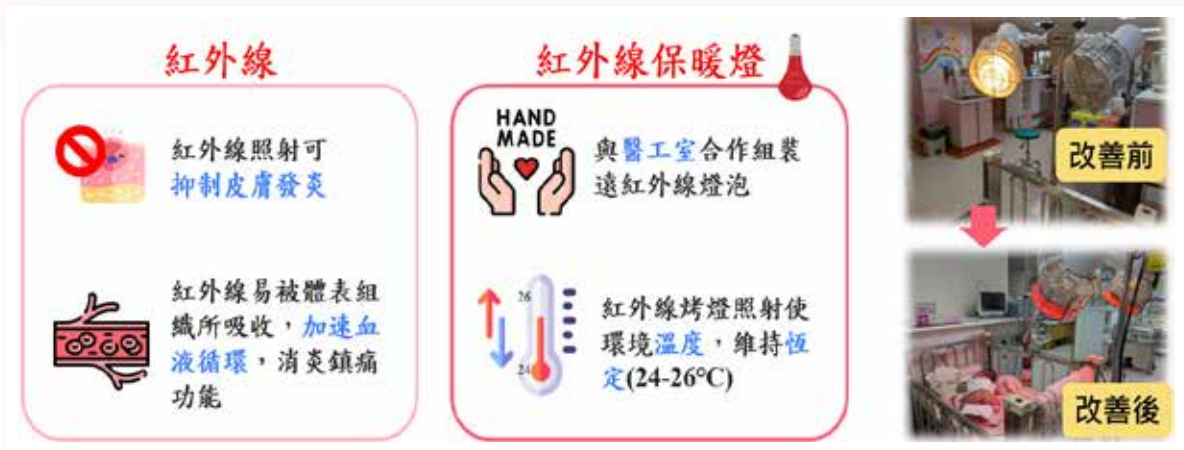 紅外線
紅外線照射可
抑制皮膚發炎
紅外線易被體表組
織所吸收，加速血
液循環，消炎鎮痛
功能
紅外線保暖燈
HAND
MADE
與醫工室合作組裝
遠紅外線燈泡
26
24
紅外線烤燈照射使
環境溫度，維持恆
定(24-26°C)
改善前
改善後